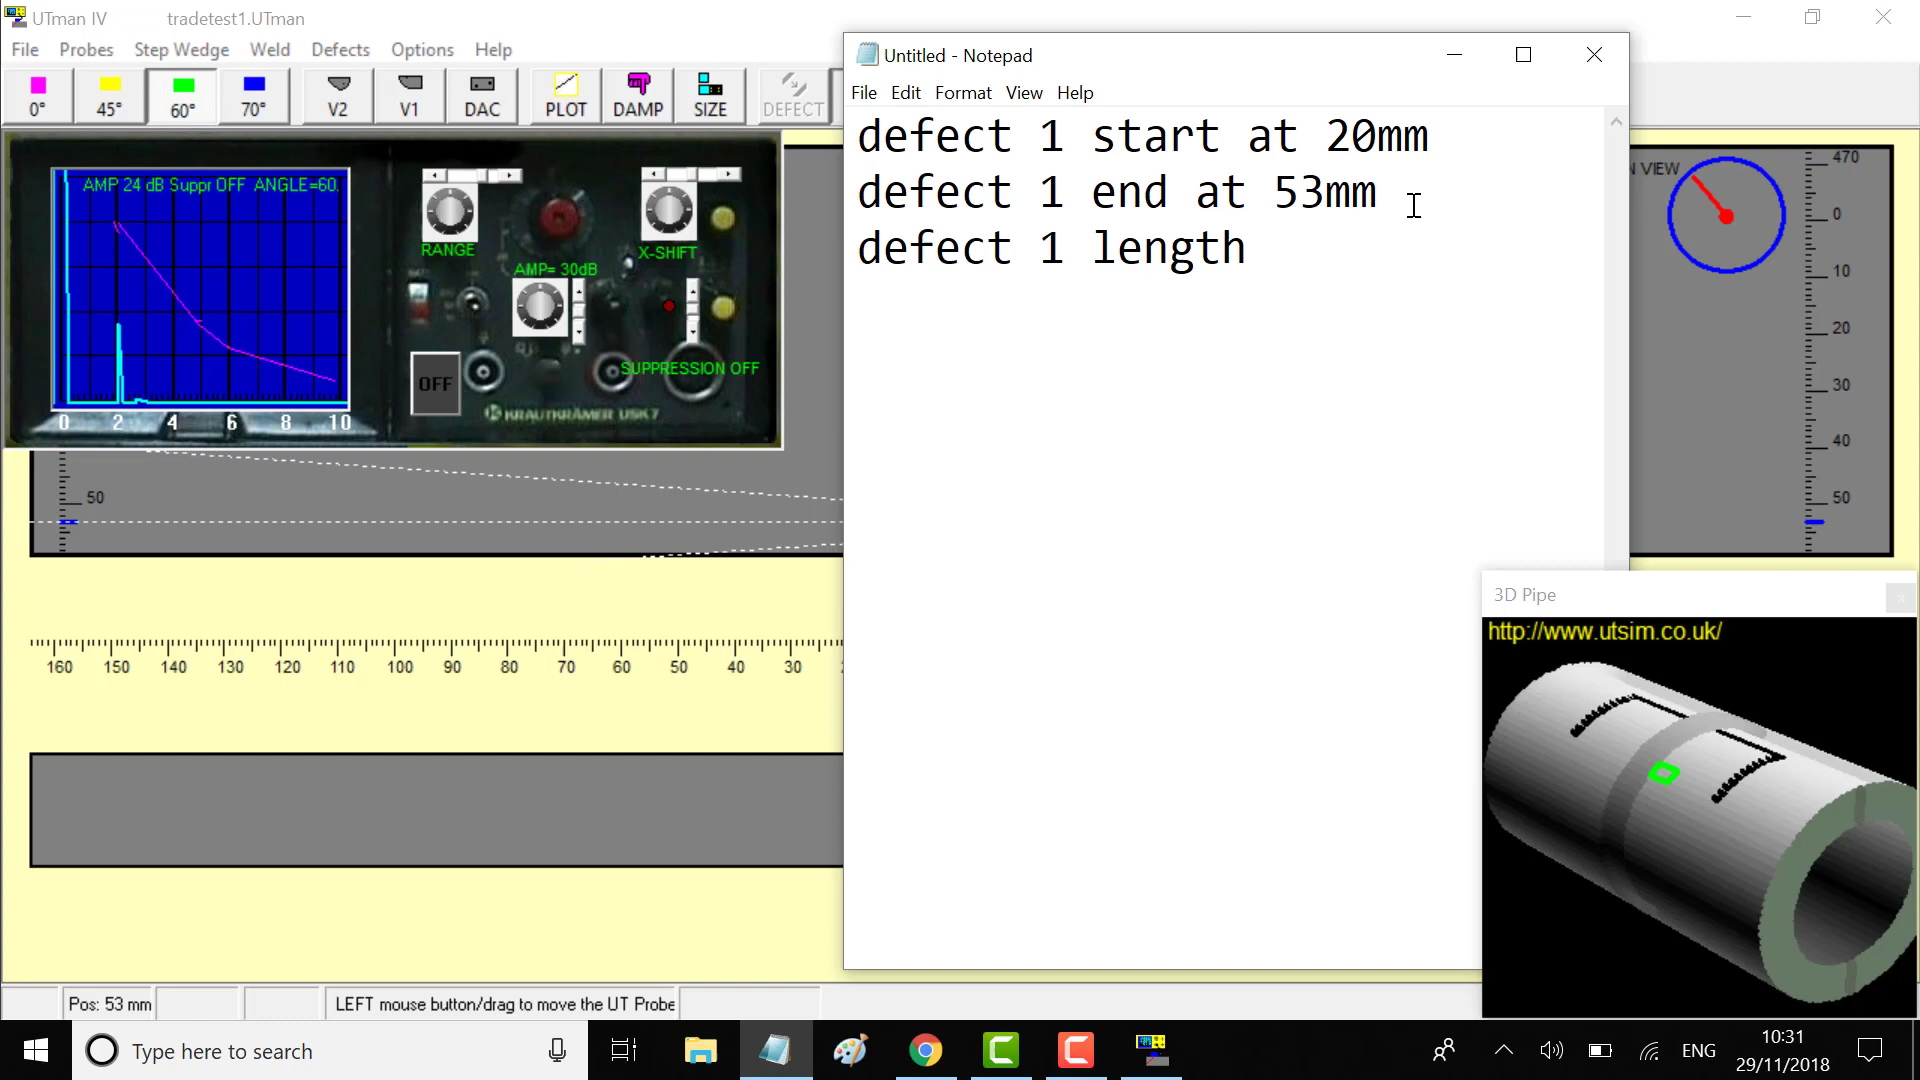 UTman IV tradetest1.UTman
File Probes Step Wedge Weld Defects Options Help
0° 45° 60° 70° V2 V1 DAC PLOT DAMP SIZE DEFECT
AMP 24 dB Suppr OFF ANGLE=60.
RANGE
X-SHIFT
AMP= 30dB
SUPPRESSION OFF
OFF
KRAUTKRAMER USK7
0 2 4 6 8 10
Untitled - Notepad
File Edit Format View Help
defect 1 start at 20mm
defect 1 end at 53mm
defect 1 length
N VIEW
470
0
10
20
30
40
50
50
160 150 140 130 120 110 100 90 80 70 60 50 40 30
3D Pipe
http://www.utsim.co.uk/
Pos: 53 mm LEFT mouse button/drag to move the UT Probe
Type here to search
ENG
10:31
29/11/2018